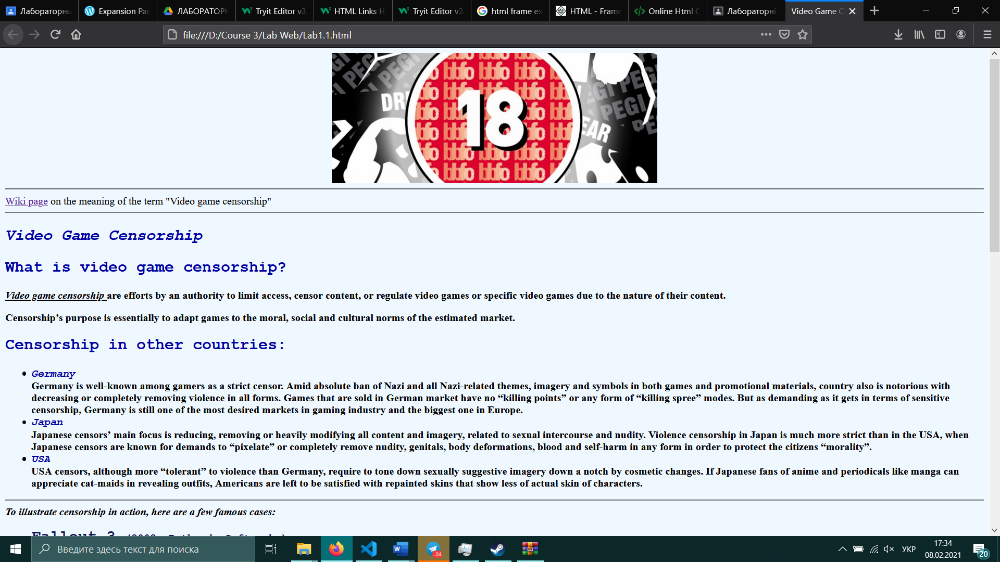 Лабораторны
Expansion Pac
ЛАБОРАТОРН
Tryit Editor v3.
HTML Links H
Tryit Editor v3.
html frame ex
HTML - Frame
Online Html C
Лабораторні
Video Game C
file:///D:/Course 3/Lab Web/Lab1.1.html
PEGI PEGI
18
EAR
PEGI PEGI
Wiki page on the meaning of the term "Video game censorship"
Video Game Censorship
What is video game censorship?
Video game censorship are efforts by an authority to limit access, censor content, or regulate video games or specific video games due to the nature of their content.
Censorship’s purpose is essentially to adapt games to the moral, social and cultural norms of the estimated market.
Censorship in other countries:
Germany
Germany is well-known among gamers as a strict censor. Amid absolute ban of Nazi and all Nazi-related themes, imagery and symbols in both games and promotional materials, country also is notorious with
decreasing or completely removing violence in all forms. Games that are sold in German market have no “killing points” or any form of “killing spree” modes. But as demanding as it gets in terms of sensitive
censorship, Germany is still one of the most desired markets in gaming industry and the biggest one in Europe.
Japan
Japanese censors’ main focus is reducing, removing or heavily modifying all content and imagery, related to sexual intercourse and nudity. Violence censorship in Japan is much more strict than in the USA, when
Japanese censors are known for demands to “pixelate” or completely remove nudity, genitals, body deformations, blood and self-harm in any form in order to protect the citizens “morality”.
USA
USA censors, although more “tolerant” to violence than Germany, require to tone down sexually suggestive imagery down a notch by cosmetic changes. If Japanese fans of anime and periodicals like manga can
appreciate cat-maids in revealing outfits, Americans are left to be satisfied with repainted skins that show less of actual skin of characters.
To illustrate censorship in action, here are a few famous cases:
Fallout 3
Введите здесь текст для поиска
..04
УКР
17:34
08.02.2021
20